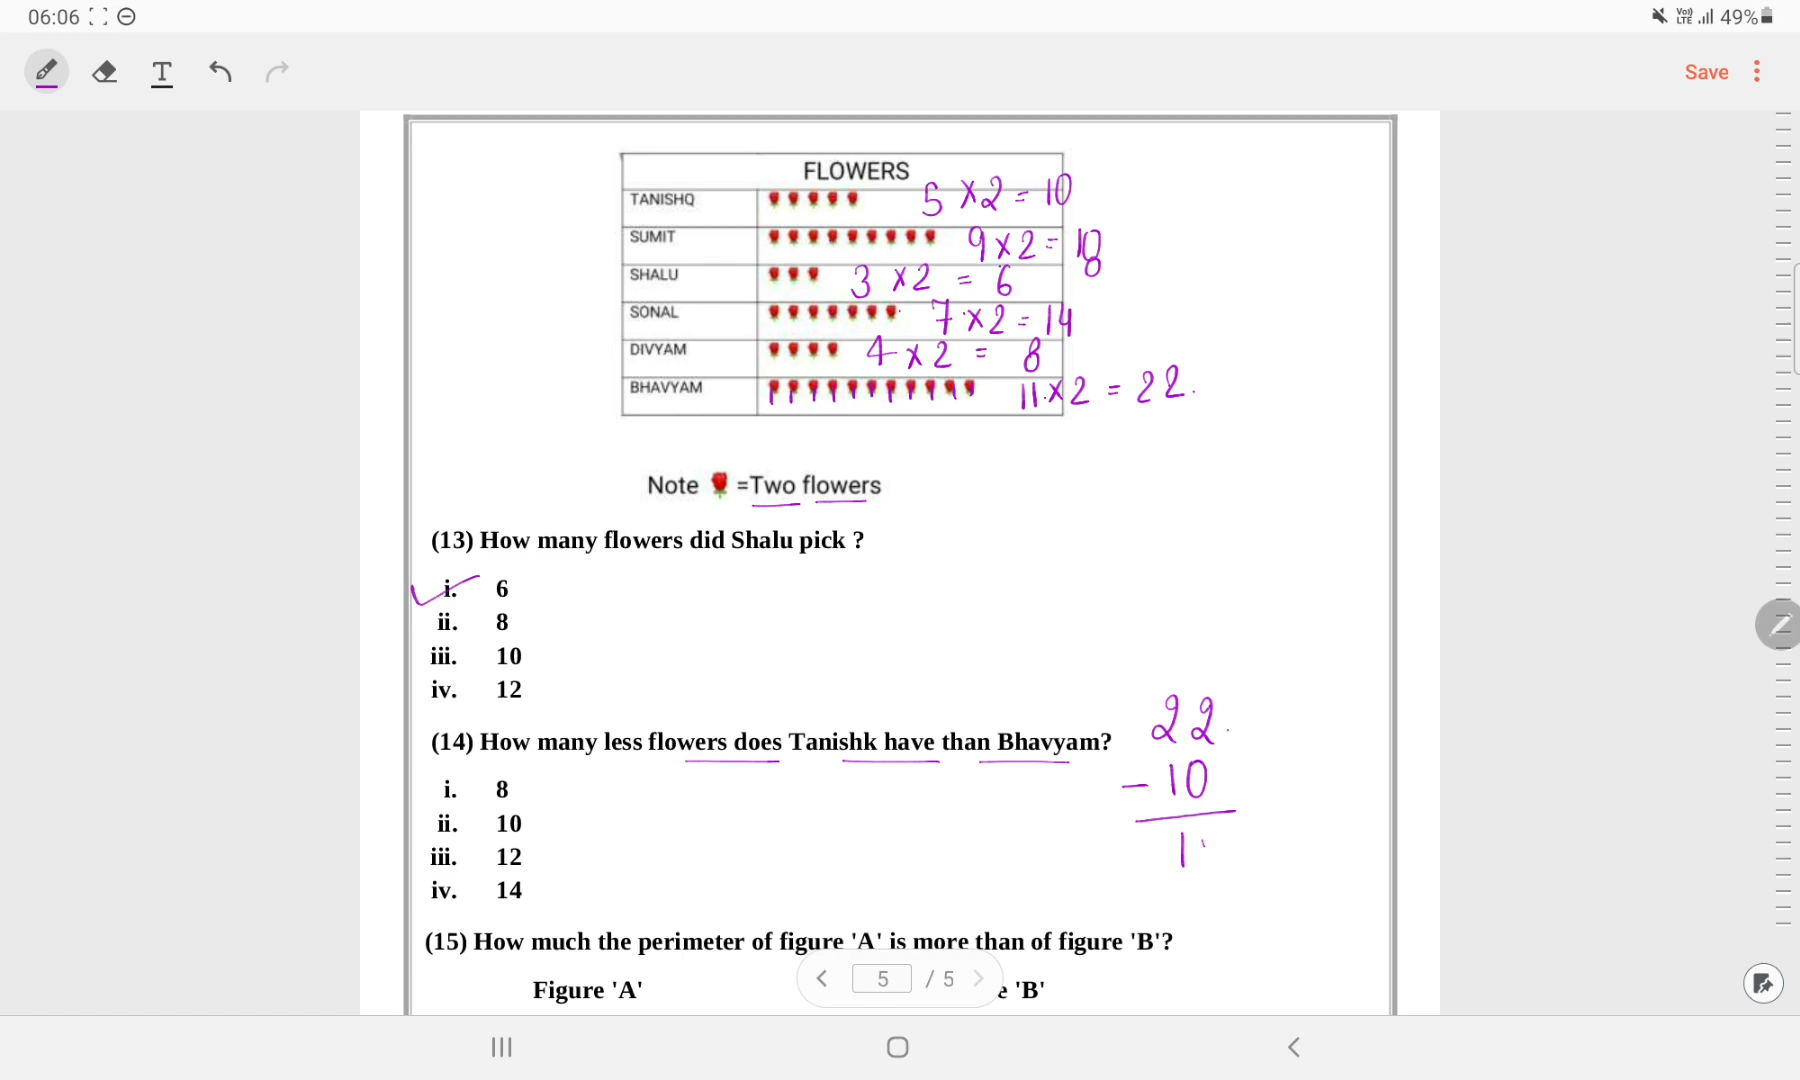 06:06 49%
Save
FLOWERS
TANISHQ 5 × 2 = 10
SUMIT 9 × 2 = 18
SHALU 3 × 2 = 6
SONAL 7 × 2 = 14
DIVYAM 4 × 2 = 8
BHAVYAM 11 × 2 = 22.
Note =Two flowers
(13) How many flowers did Shalu pick ?
i. 6
ii. 8
iii. 10
iv. 12
(14) How many less flowers does Tanishk have than Bhavyam?
22.
i. 8
- 10
ii. 10
iii. 12
1
iv. 14
(15) How much the perimeter of figure 'A' is more than of figure 'B'?
5 / 5
Figure 'A' e 'B'